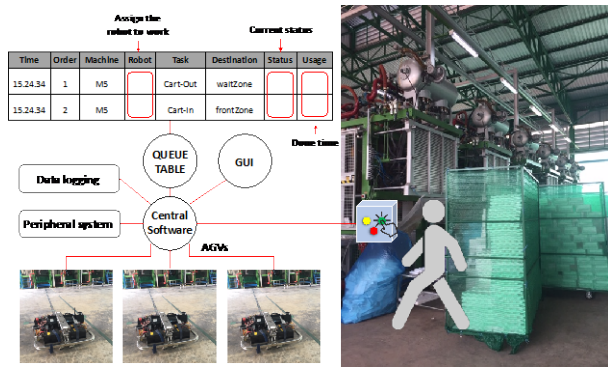 Assign the
robot to work
Current status
Time Order Machine Robot Task Destination Status Usage
15.24.34 1 M5 Cart-Out waitZone
15.24.34 2 M5 Cart-In frontZone
Done time
QUEUE
TABLE
GUI
Data logging
Peripheral system
Central
Software
AGVs